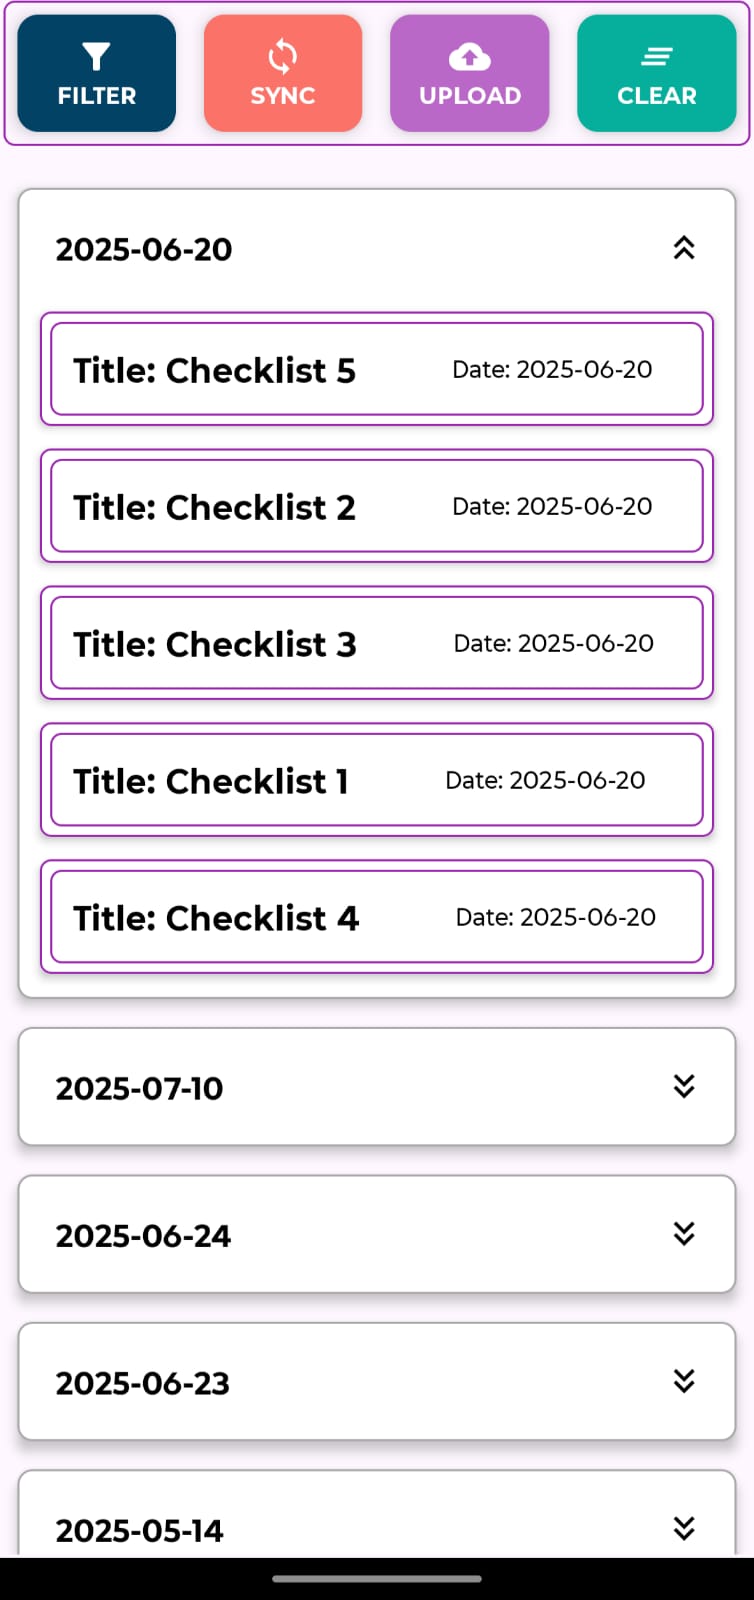 FILTER SYNC UPLOAD CLEAR
2025-06-20
Title: Checklist 5 Date: 2025-06-20
Title: Checklist 2 Date: 2025-06-20
Title: Checklist 3 Date: 2025-06-20
Title: Checklist 1 Date: 2025-06-20
Title: Checklist 4 Date: 2025-06-20
2025-07-10
2025-06-24
2025-06-23
2025-05-14